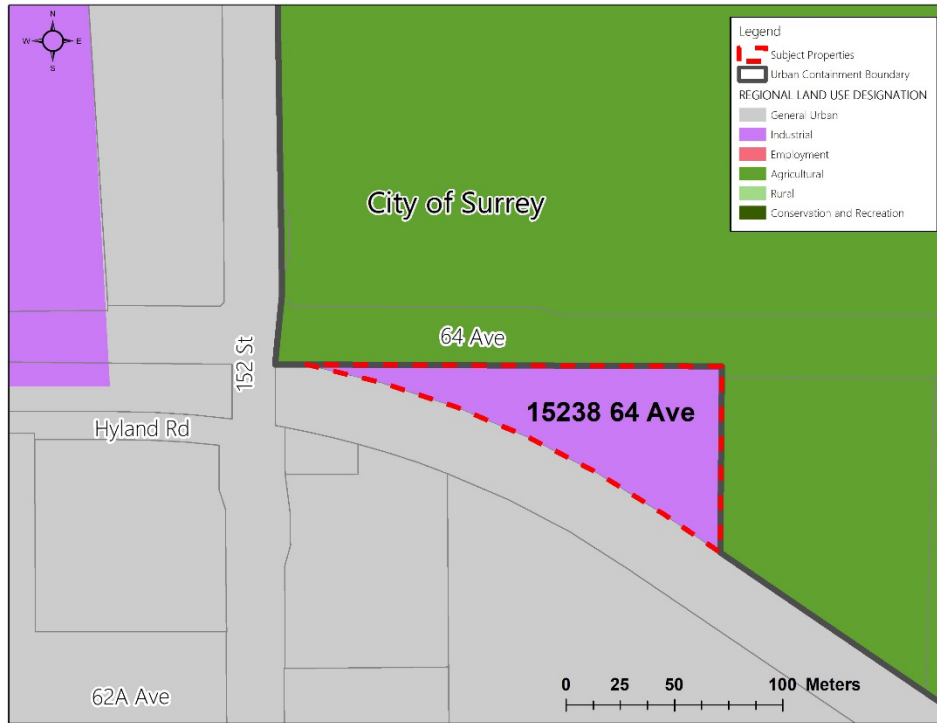 N
W E
S
Legend
Subject Properties
Urban Containment Boundary
REGIONAL LAND USE DESIGNATION
General Urban
Industrial
Employment
Agricultural
Rural
Conservation and Recreation
City of Surrey
64 Ave
152 St
15238 64 Ave
Hyland Rd
62A Ave
0 25 50 100 Meters